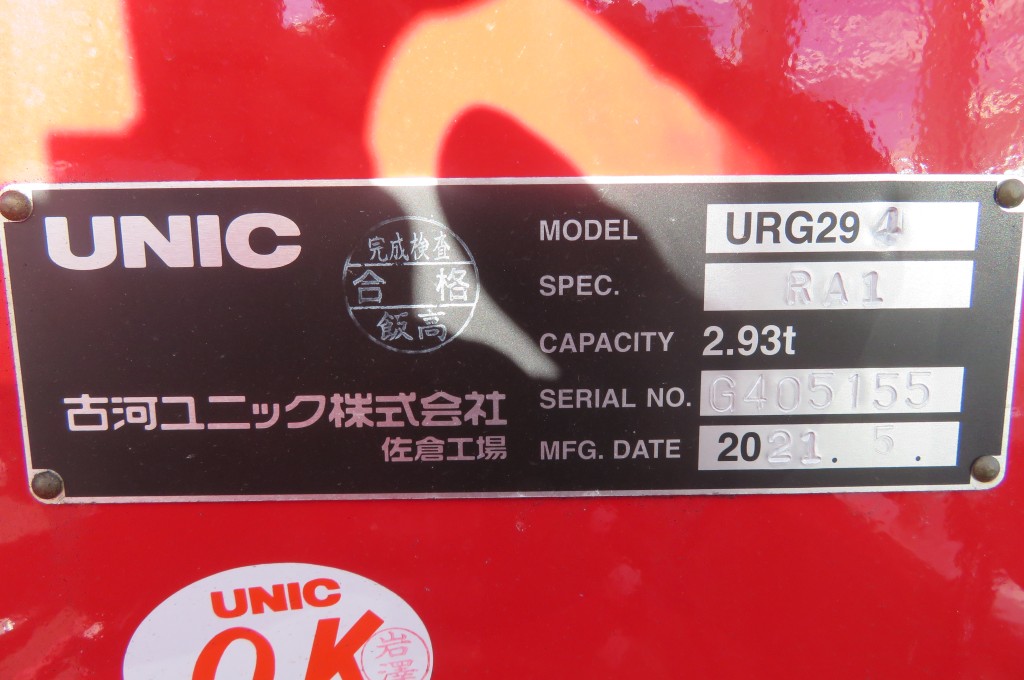 UNIC
完成検査
合格
飯高
MODEL URG294
SPEC. RA1
CAPACITY 2.93t
SERIAL NO. G405155
MFG. DATE 2021. 5.
古河ユニック株式会社
佐倉工場
UNIC
OK
岩澤